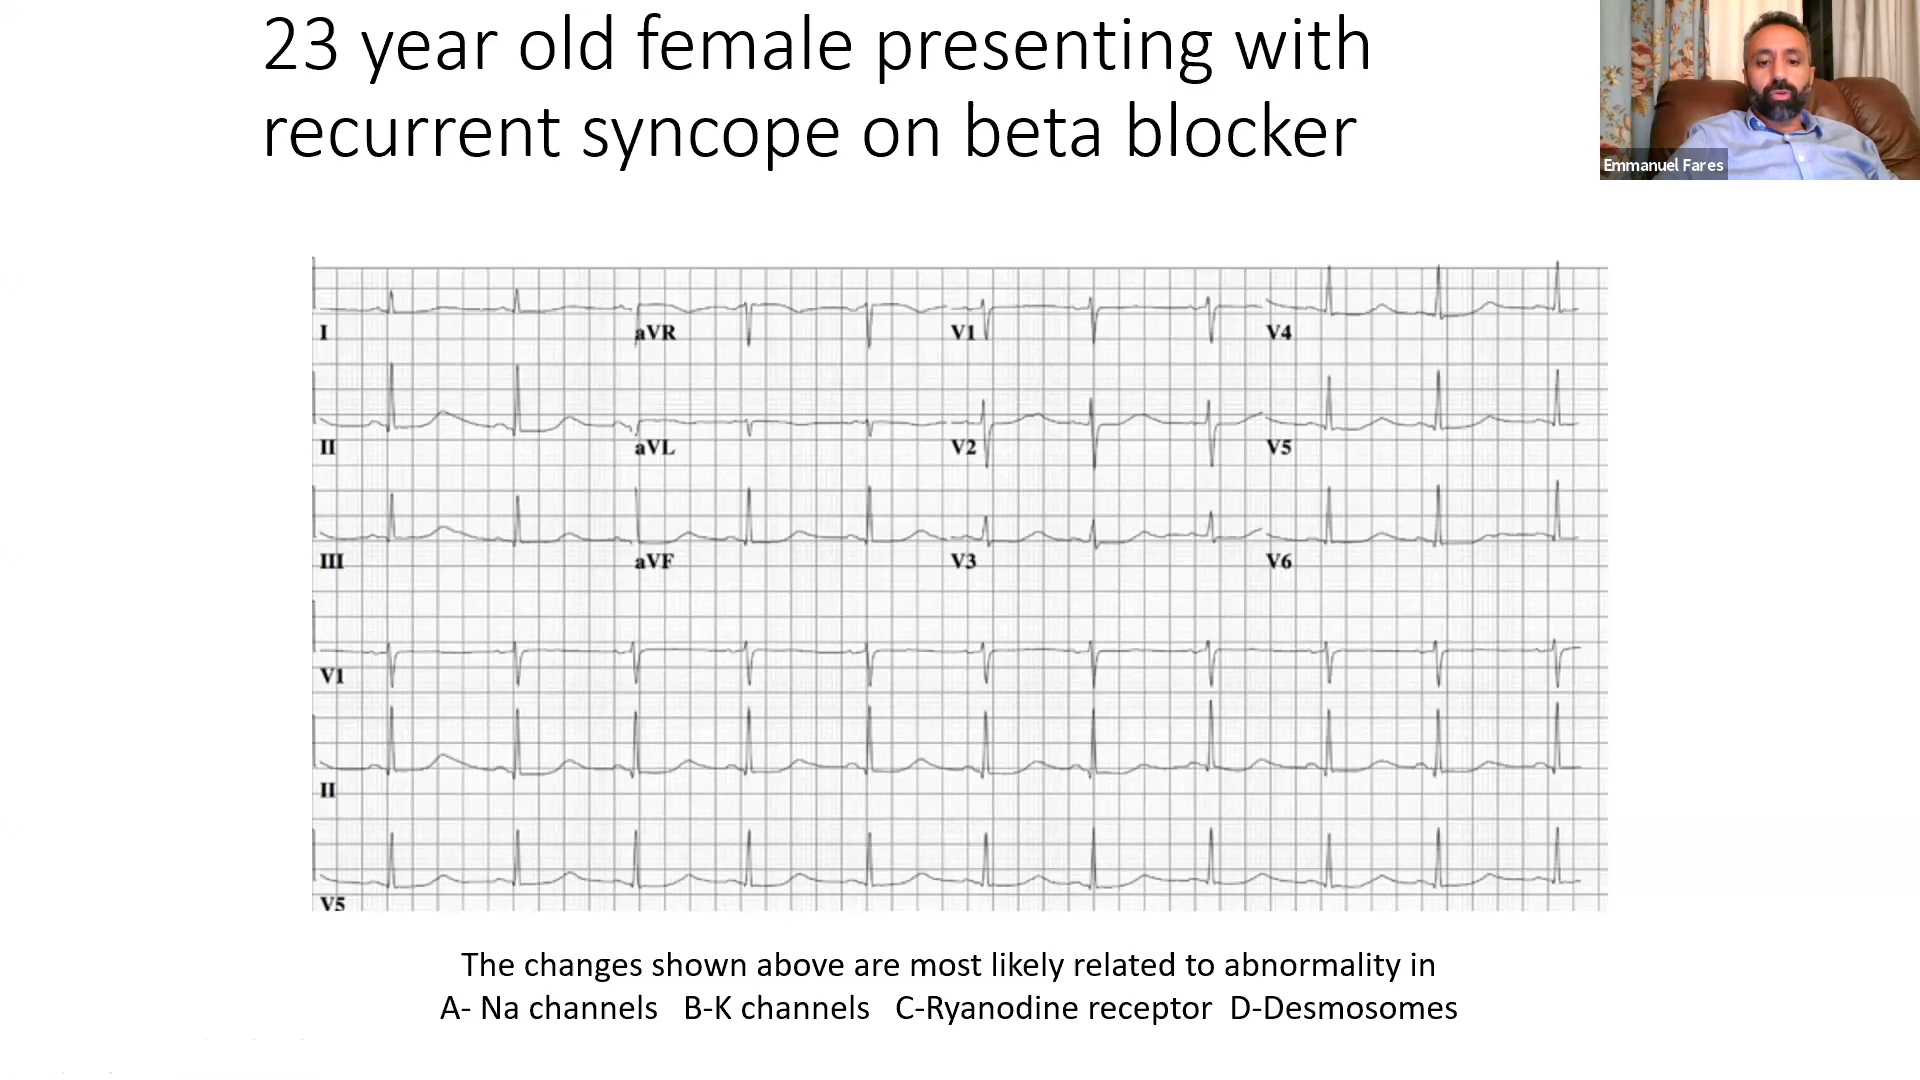 23 year old female presenting with
recurrent syncope on beta blocker
Emmanuel Fares
I aVR V1 V4
II aVL V2 V5
III aVF V3 V6
V1
II
V5
The changes shown above are most likely related to abnormality in
A- Na channels B-K channels C-Ryanodine receptor D-Desmosomes